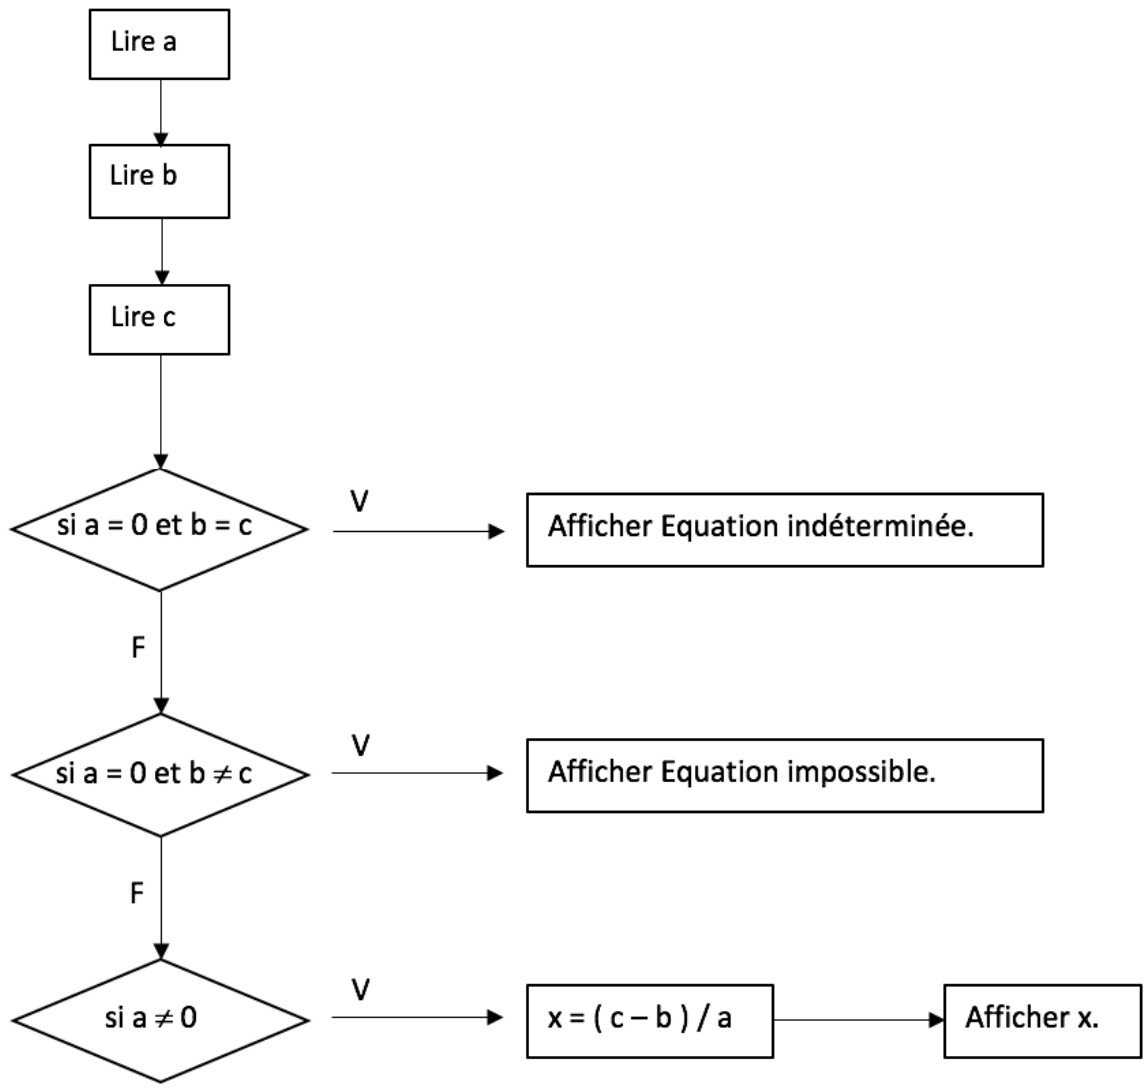 Lire a
Lire b
Lire c
si a = 0 et b = c
V
Afficher Equation indéterminée.
F
si a = 0 et b ≠ c
V
Afficher Equation impossible.
F
si a ≠ 0
V
x = ( c – b ) / a
Afficher x.